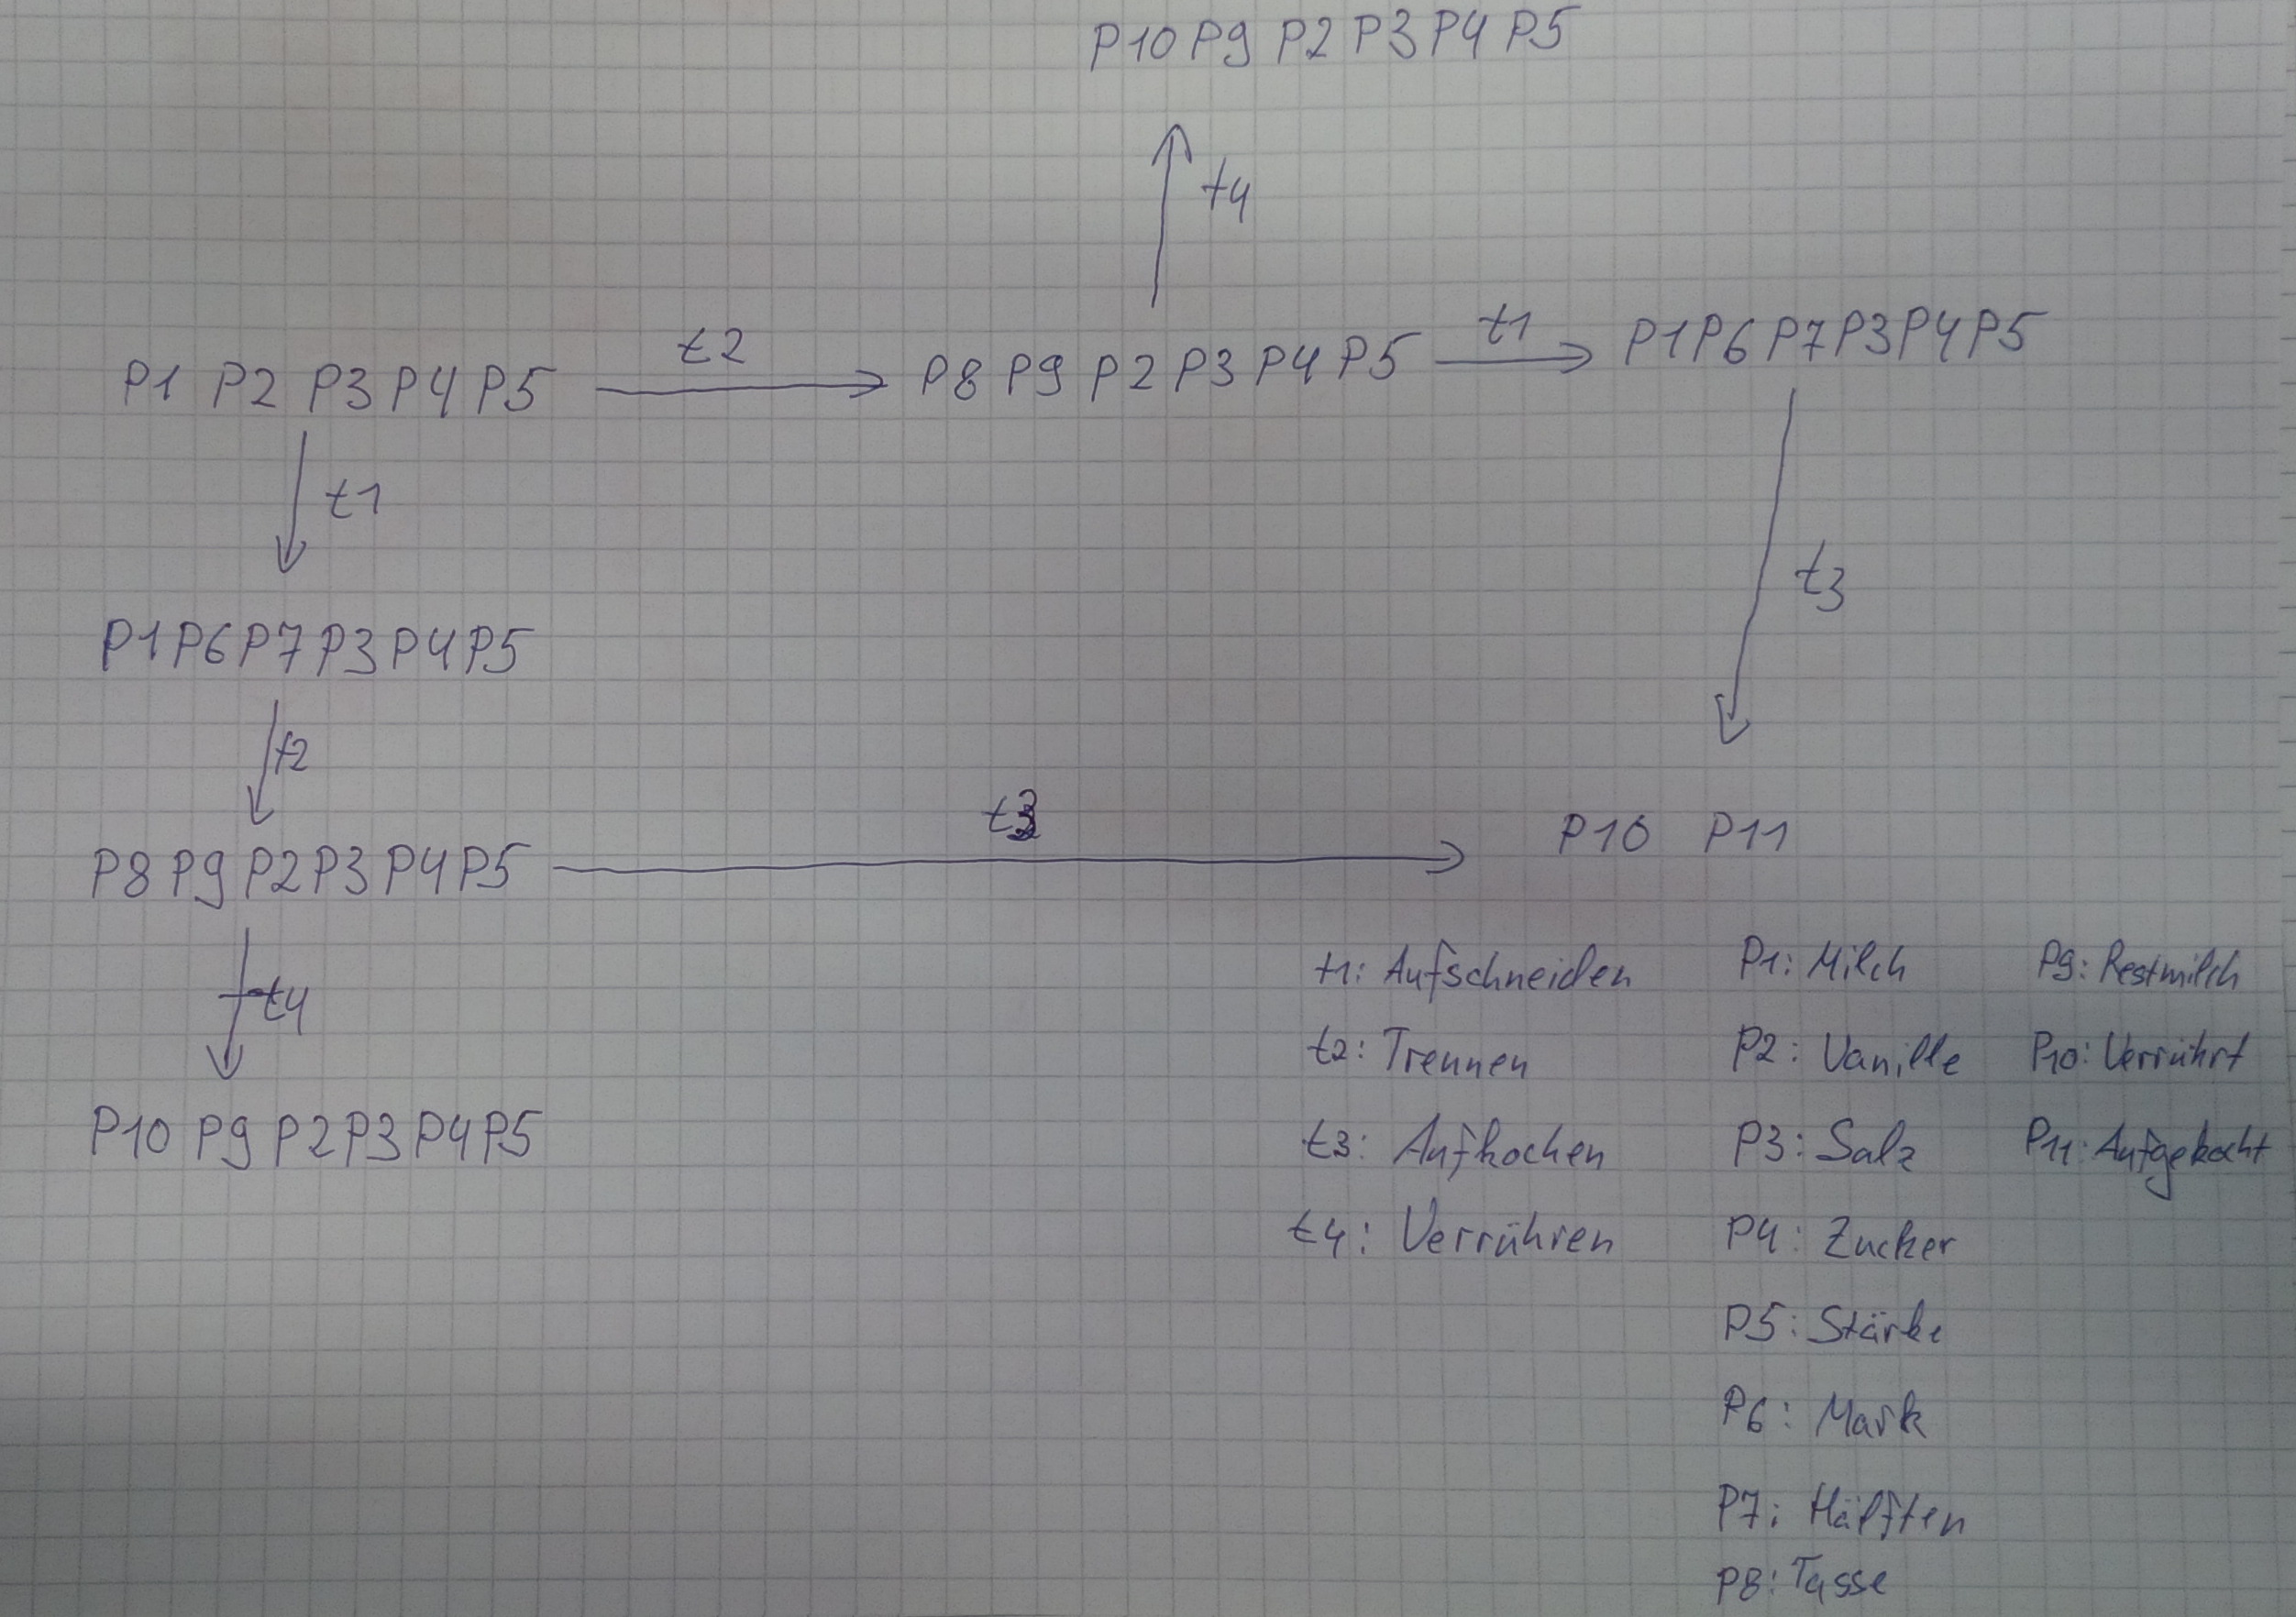 P10 P9 P2 P3 P4 P5
t4
P1 P2 P3 P4 P5 t2 P8 P9 P2 P3 P4 P5 t1 P1 P6 P7 P3 P4 P5
t1
t3
P1 P6 P7 P3 P4 P5
t2
P8 P9 P2 P3 P4 P5 t3 P10 P11
t4
P10 P9 P2 P3 P4 P5
t1: Aufschneiden P1: Milch P9: Restmilch
t2: Trennen P2: Vanille P10: Verrührt
t3: Aufkochen P3: Salz P11: Aufgekocht
t4: Verrühren P4: Zucker
P5: Stärke
P6: Mark
P7: Hälften
P8: Tasse